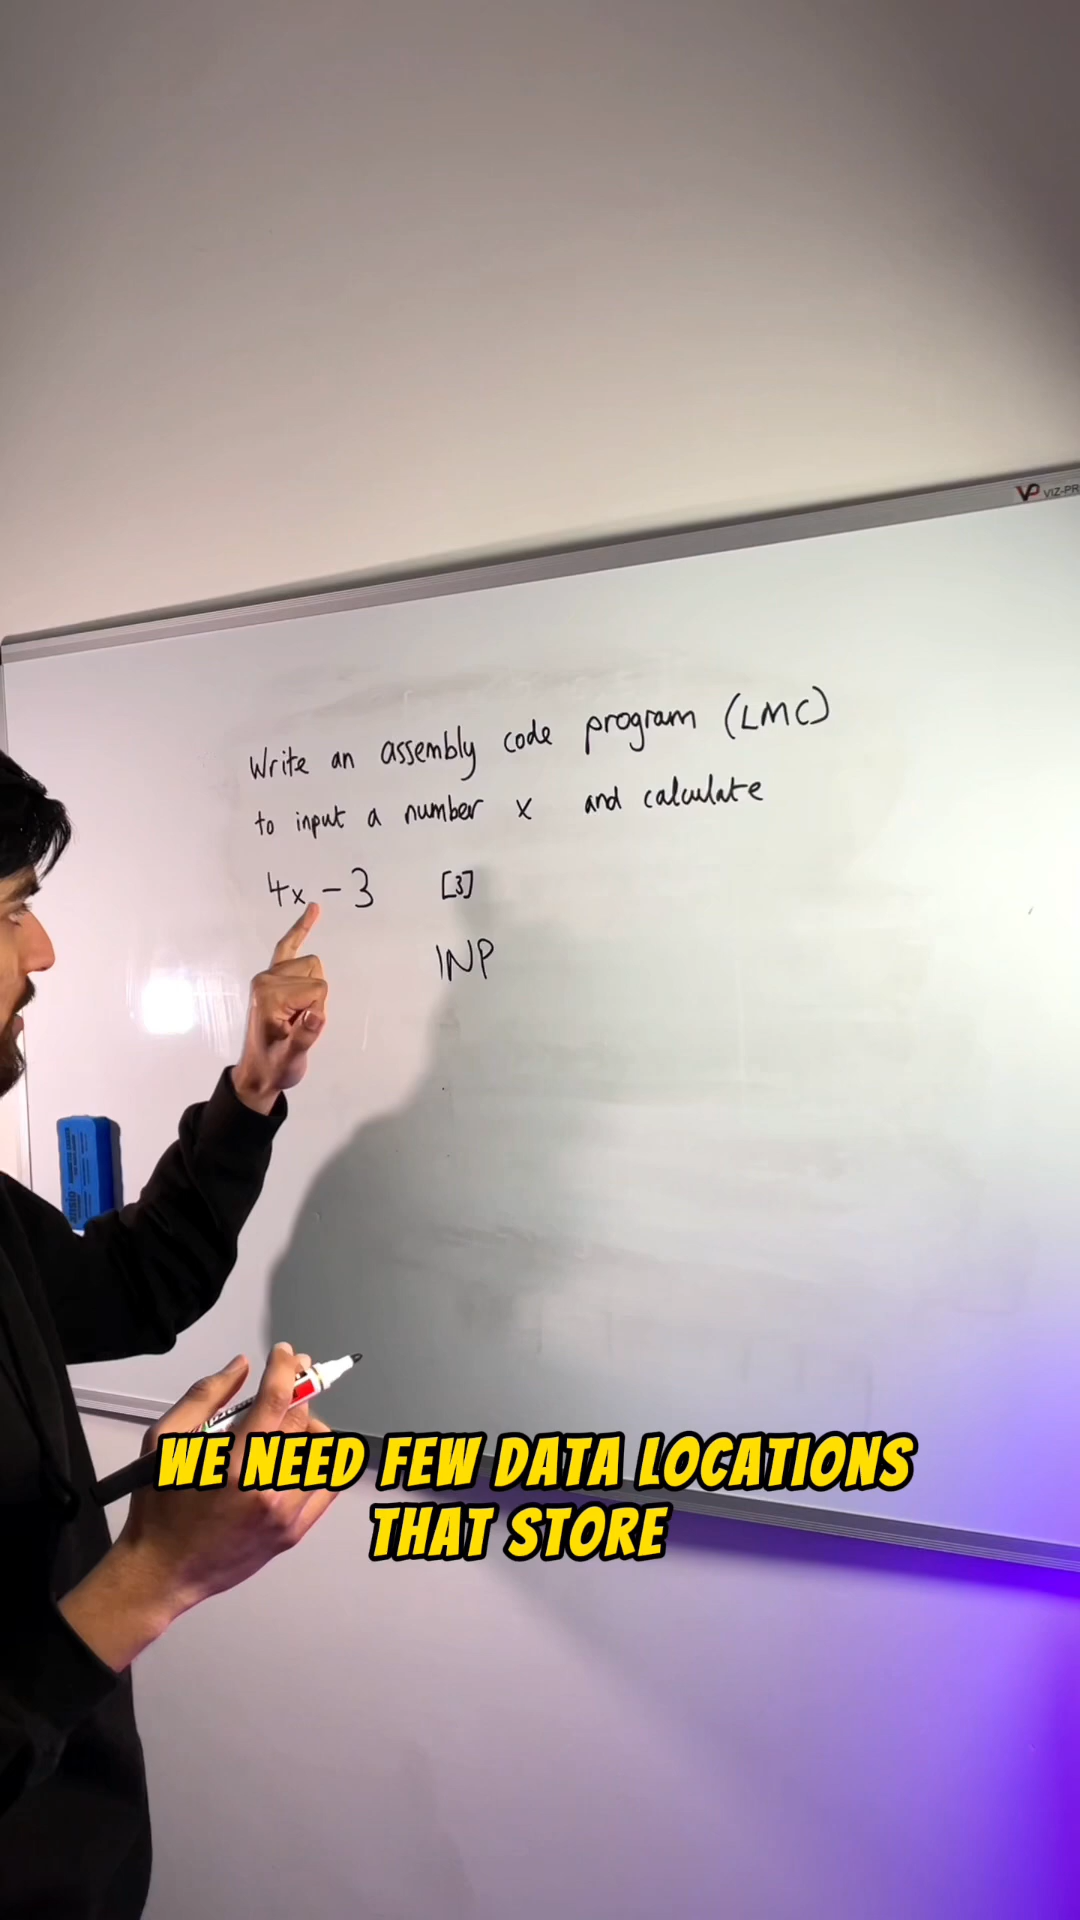 VP VIZ-PR
Write an assembly code program (LMC)
to input a number x and calculate
4x - 3 [3]
INP
WE NEED FEW DATA LOCATIONS
THAT STORE